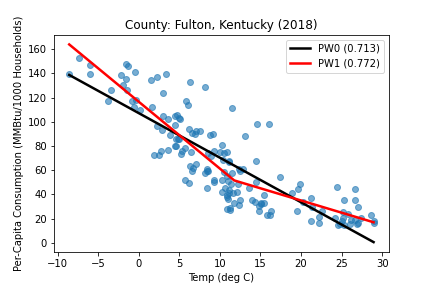 County: Fulton, Kentucky (2018)
Per-Capita Consumption (MMBtu/1000 Households)
160
140
120
100
80
60
40
20
0
PW0 (0.713)
PW1 (0.772)
−10 −5 0 5 10 15 20 25 30
Temp (deg C)